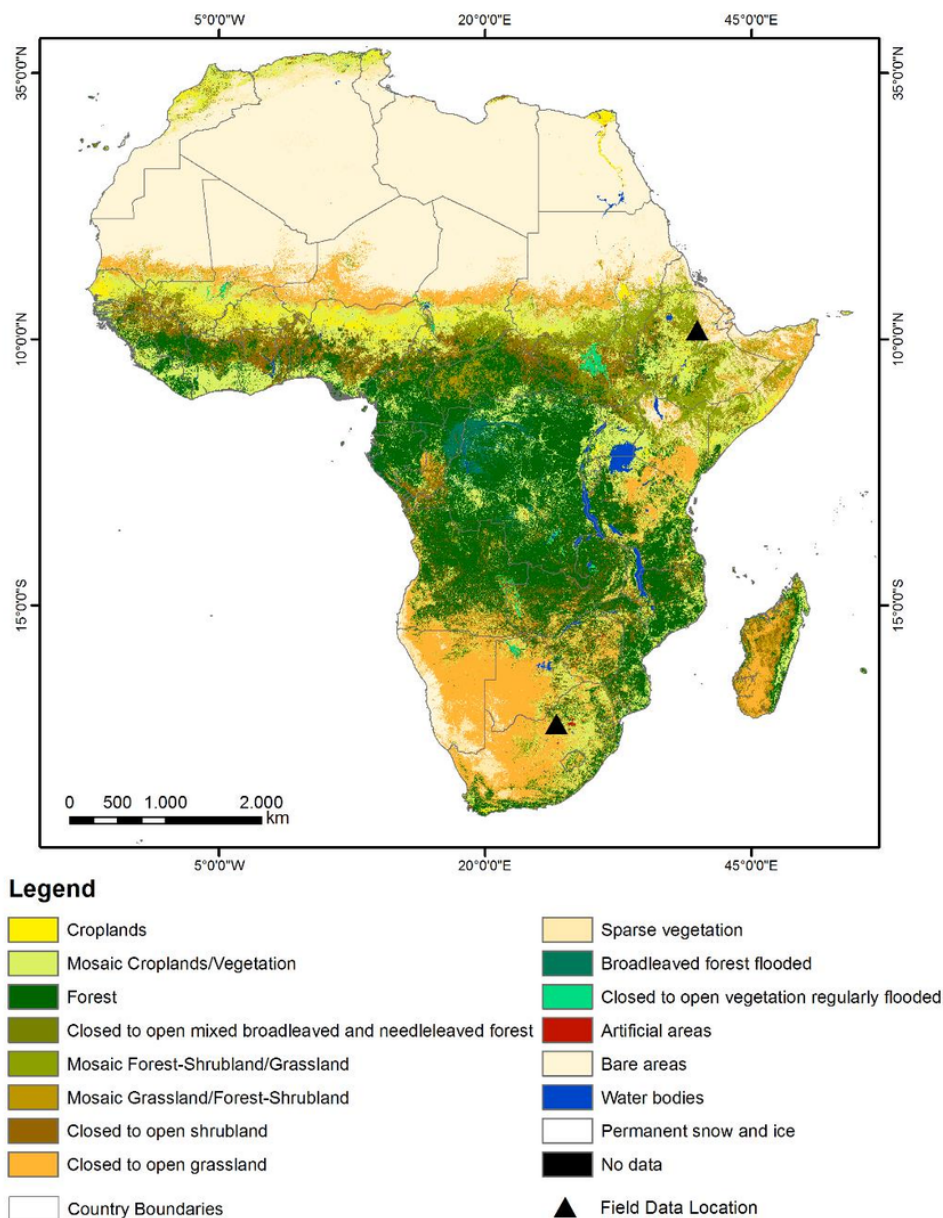 5°0'0"W 20°0'0"E 45°0'0"E
35°0'0"N 35°0'0"N
10°0'0"N 10°0'0"N
15°0'0"S 15°0'0"S
0 500 1.000 2.000
km
5°0'0"W 20°0'0"E 45°0'0"E
Legend
Croplands
Mosaic Croplands/Vegetation
Forest
Closed to open mixed broadleaved and needleleaved forest
Mosaic Forest-Shrubland/Grassland
Mosaic Grassland/Forest-Shrubland
Closed to open shrubland
Closed to open grassland
Country Boundaries
Sparse vegetation
Broadleaved forest flooded
Closed to open vegetation regularly flooded
Artificial areas
Bare areas
Water bodies
Permanent snow and ice
No data
Field Data Location